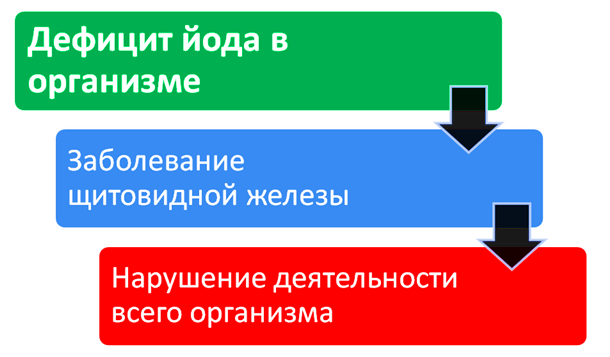 Дефицит йода в
организме
Заболевание
щитовидной железы
Нарушение деятельности
всего организма